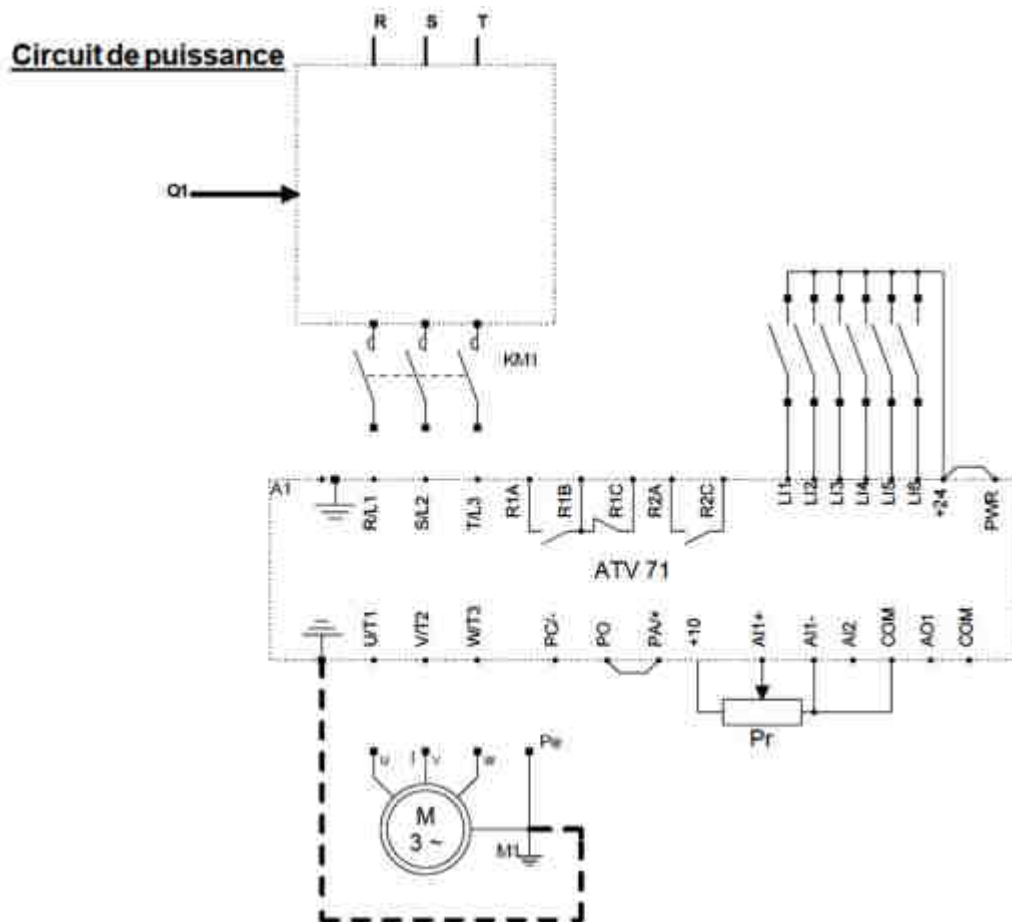 R S T
Circuit de puissance
Q1
KM1
A1
R/L1 S/L2 T/L3 R1A R1B R1C R2A R2C LI1 LI2 LI3 LI4 LI5 LI6 +24 PWR
ATV 71
U/T1 V/T2 W/T3 PC/- PO PA/+ +10 AI1+ AI1- AI2 COM AO1 COM
Pr
u v w Pe
M
3 ~
M1